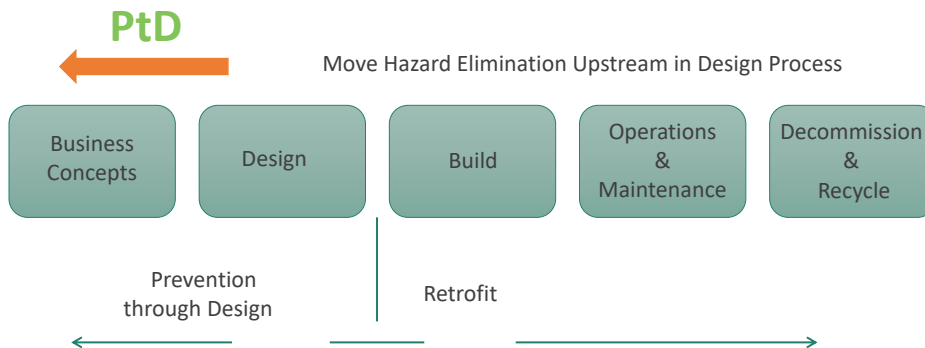 PtD
Move Hazard Elimination Upstream in Design Process
Business
Concepts
Design
Build
Operations
&
Maintenance
Decommission
&
Recycle
Prevention
through Design
Retrofit